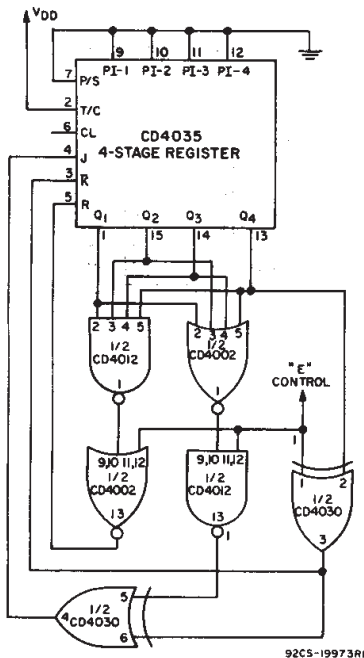 VDD
9 10 11 12
7 P/S PI-1 PI-2 PI-3 PI-4
2 T/C
6 CL
CD4035
4-STAGE REGISTER
4 J
3 K̅
5 R
Q1 Q2 Q3 Q4
1 15 14 13
2 3 4 5
1/2
CD4012
1
2 3 4 5
1/2
CD4002
1
"E"
CONTROL
1
9,10 11,12
1/2
CD4002
13
9,10 11,12
1/2
CD4012
13
1
1 2
1/2
CD4030
3
4
1/2
CD4030
5
6
92CS-19973RI